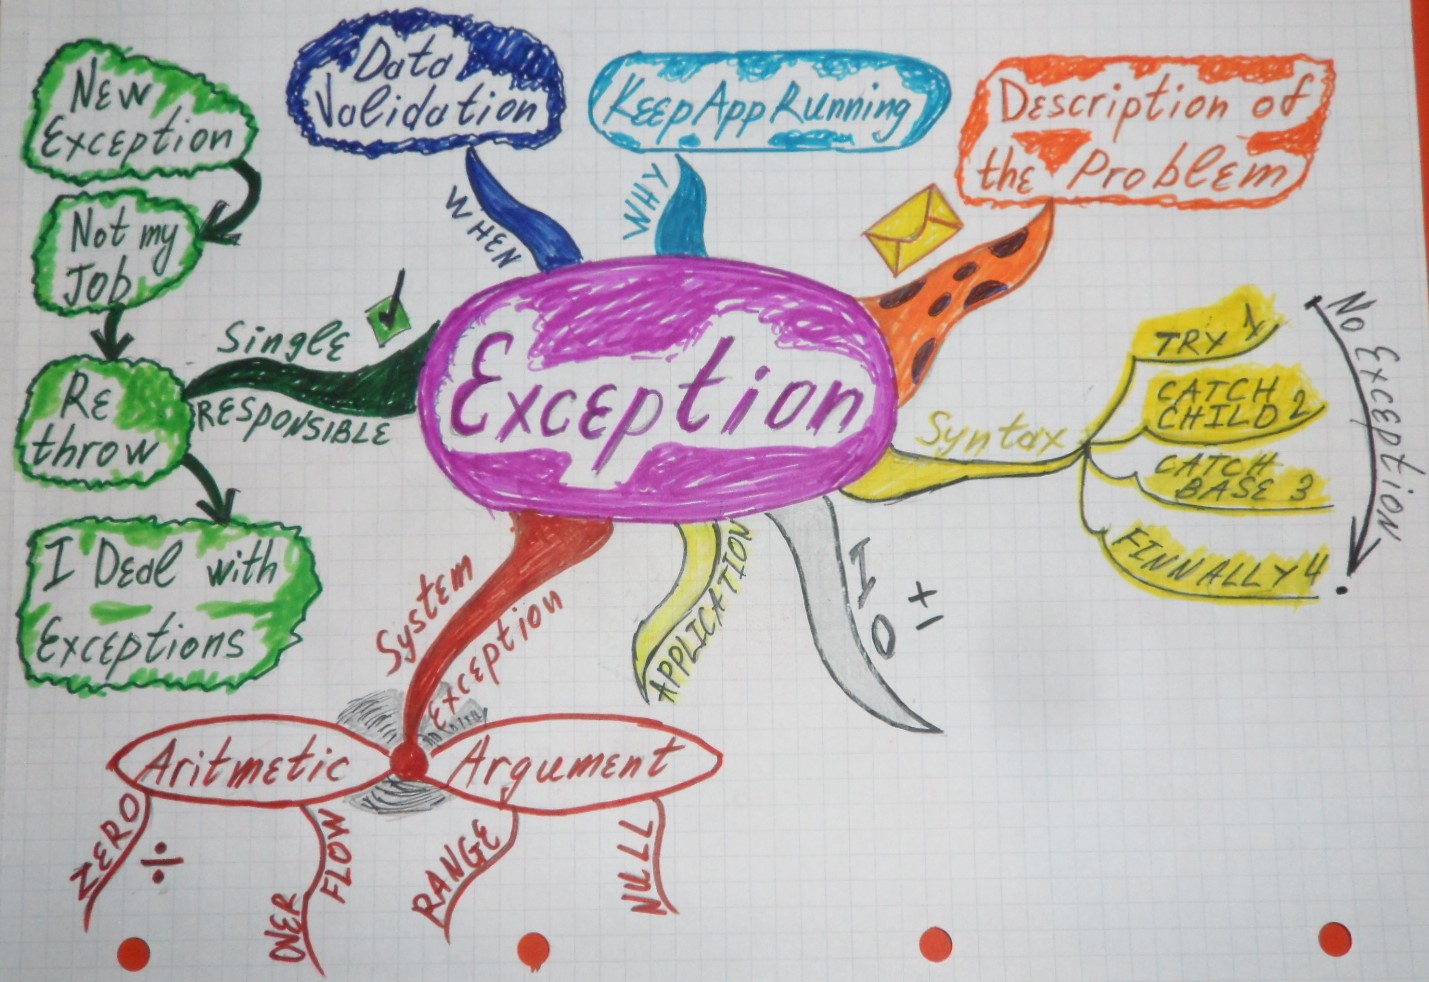 New
Exception
Not my
Job
Re
throw
I Deal with
Exceptions
Single
RESPONSIBLE
Data
Validation
WHEN
Keep App Running
WHY
Description of
the Problem
Exception
Syntax
TRY 1
CATCH
CHILD 2
CATCH
BASE 3
FINNALLY 4
No Exception
System
Exception
APPLICATION
IO
±
Aritmetic
Argument
ZERO
÷
OVER
FLOW
RANGE
NULL